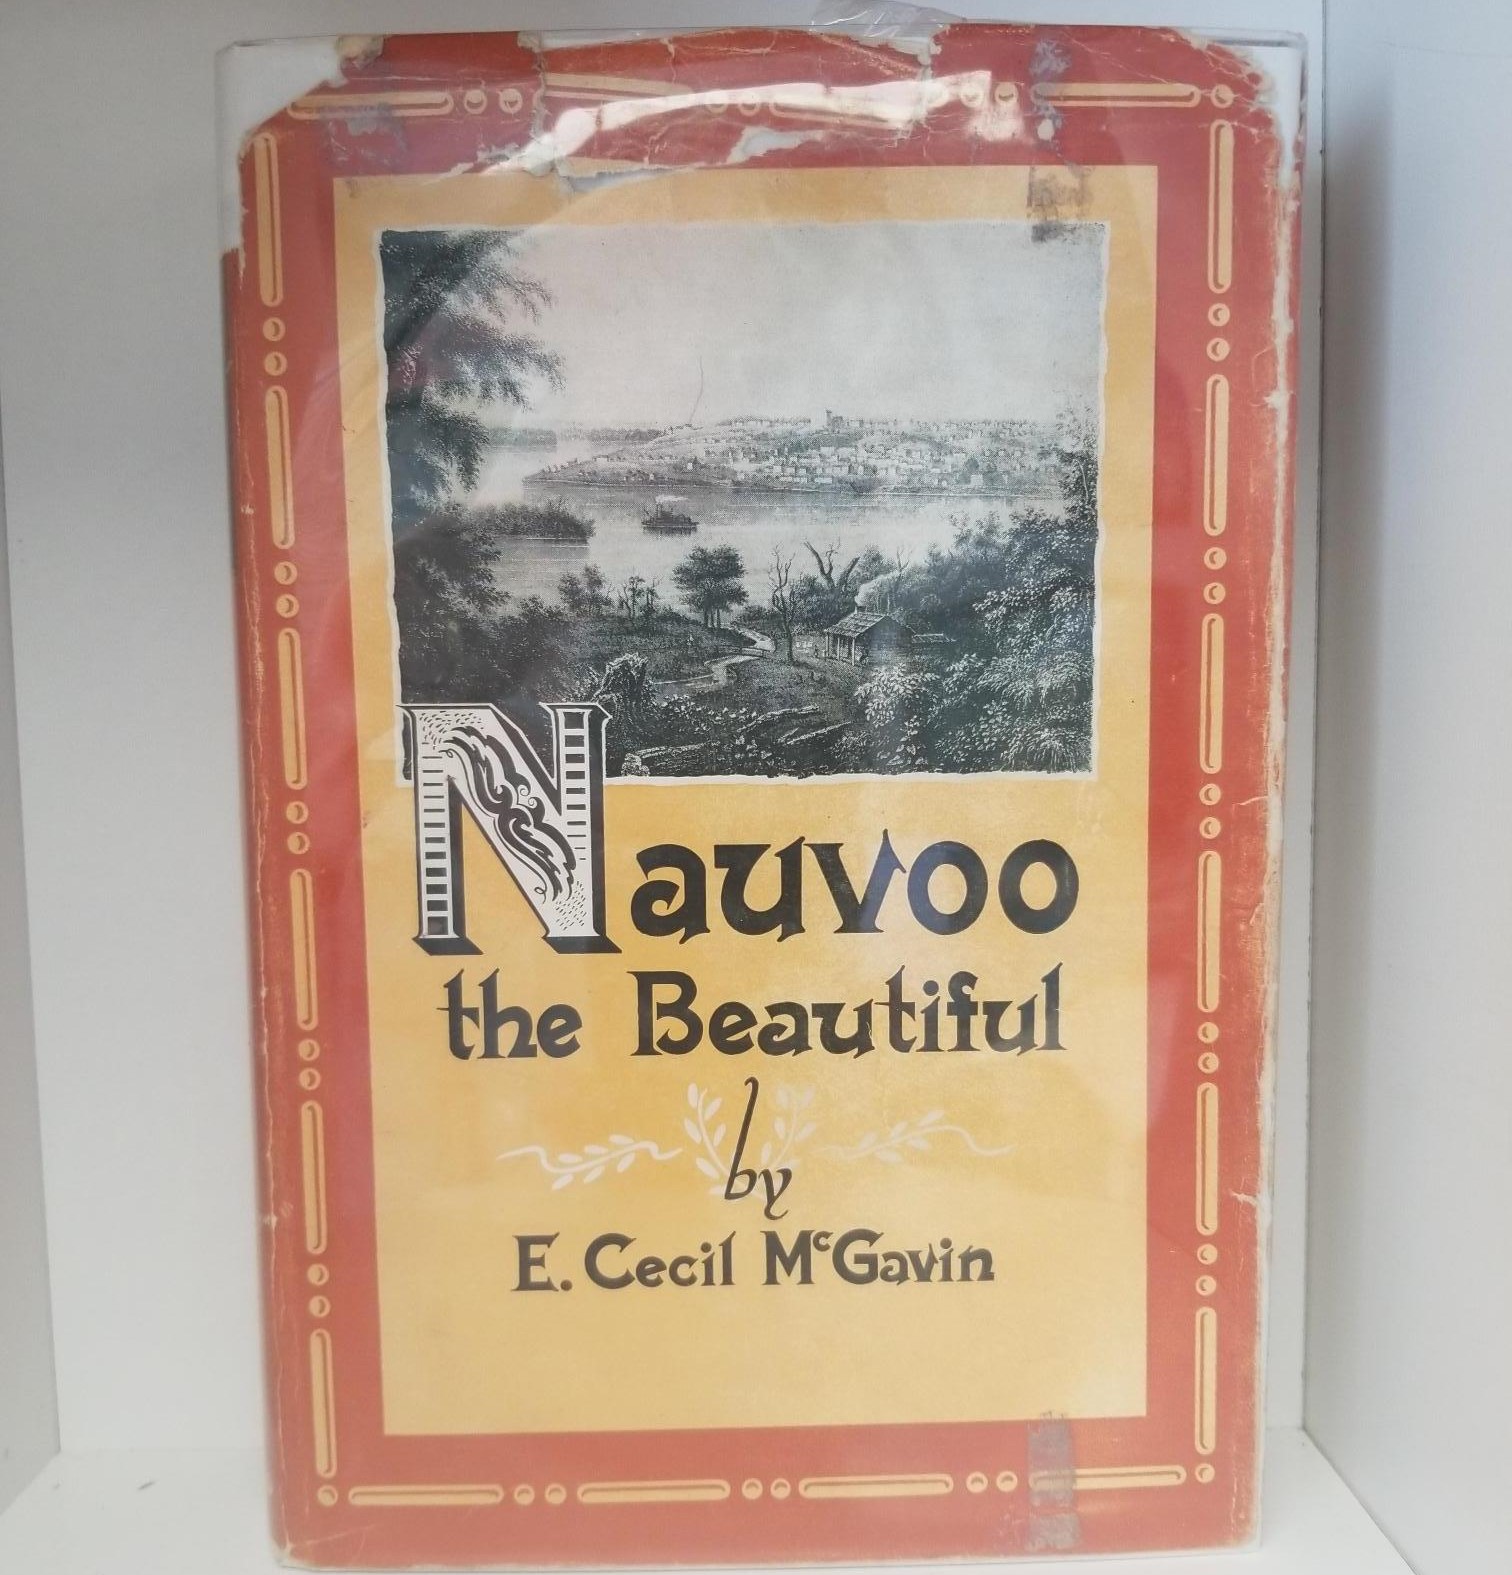 Nauvoo
the Beautiful
by
E. Cecil McGavin